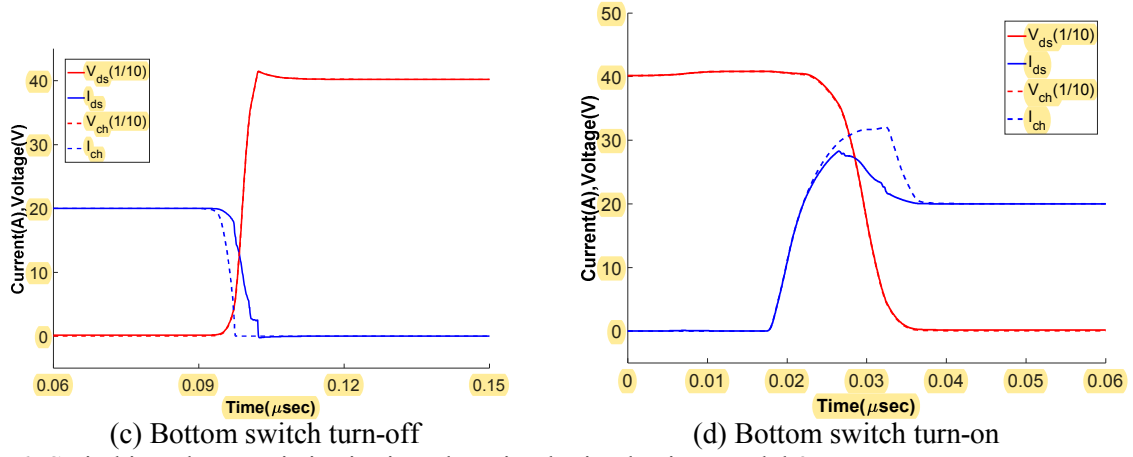 V_ds(1/10)
I_ds
V_ch(1/10)
I_ch
Current(A),Voltage(V)
40
30
20
10
0
0.06
0.09
0.12
0.15
Time(μsec)
(c) Bottom switch turn-off
V_ds(1/10)
I_ds
V_ch(1/10)
I_ch
Current(A),Voltage(V)
50
40
30
20
10
0
0
0.01
0.02
0.03
0.04
0.05
0.06
Time(μsec)
(d) Bottom switch turn-on